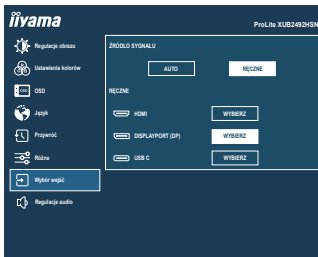 iiyama
ProLite XUB2492HSN
Regulacje obrazu
Ustawienia kolorów
OSD
OSD
Język
Przywróć
Różne
Wybór wejść
Regulacje audio
ŹRÓDŁO SYGNAŁU
AUTO RĘCZNE
RĘCZNE
HDMI WYBIERZ
DISPLAYPORT (DP) WYBIERZ
USB C WYBIERZ